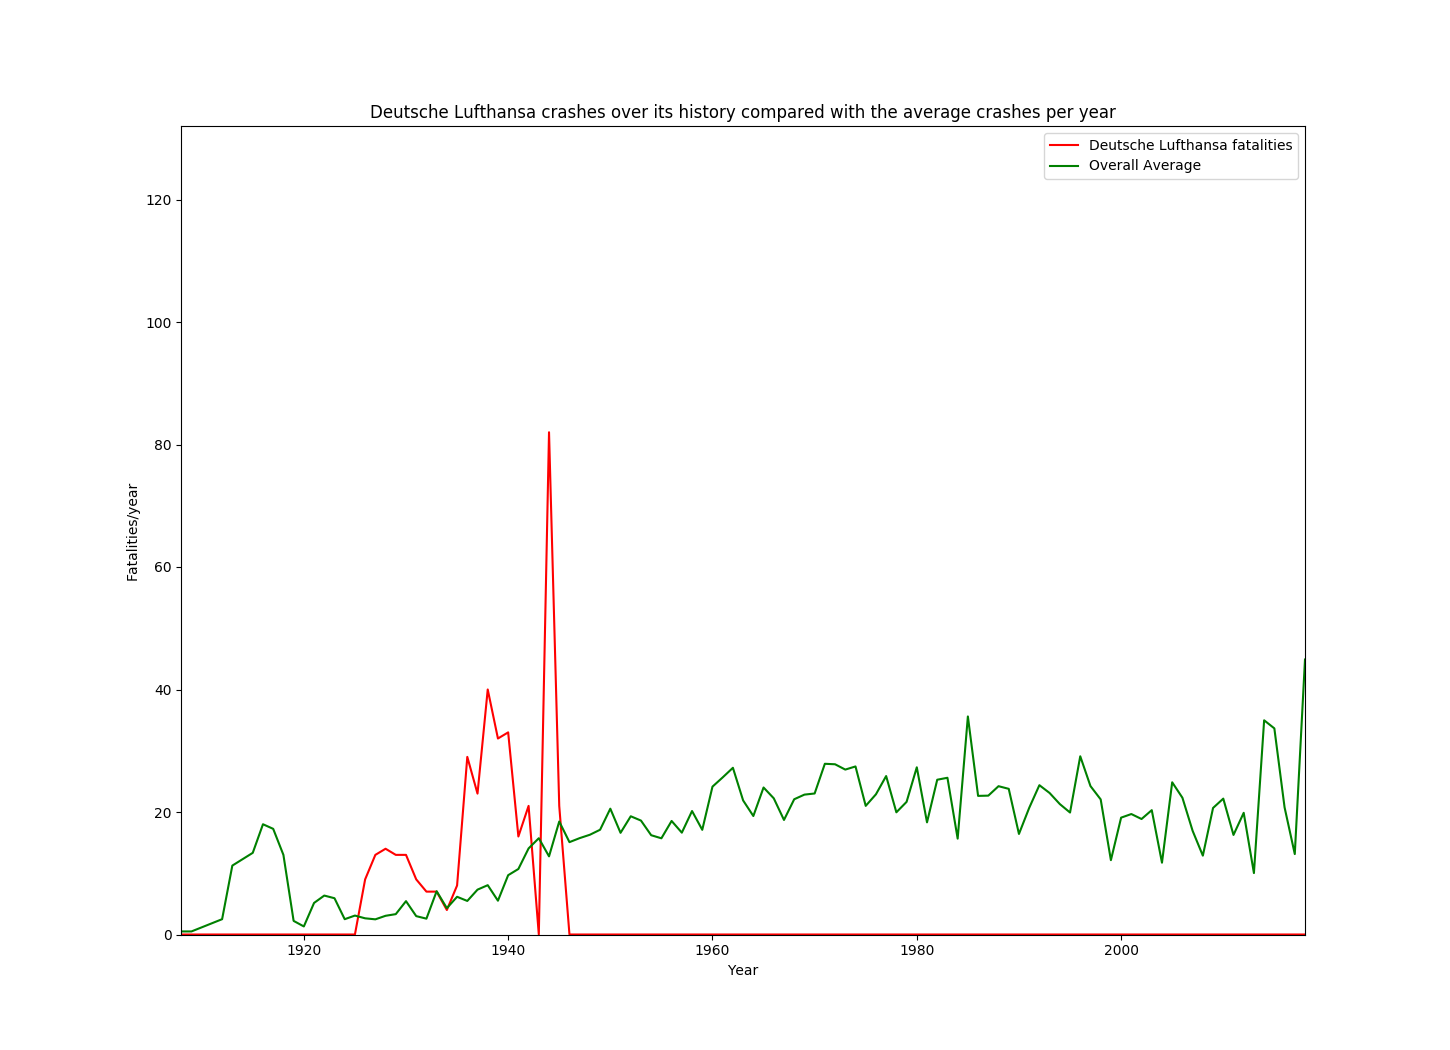 Deutsche Lufthansa crashes over its history compared with the average crashes per year
Deutsche Lufthansa fatalities
Overall Average
120
100
80
60
40
20
0
Fatalities/year
1920 1940 1960 1980 2000
Year